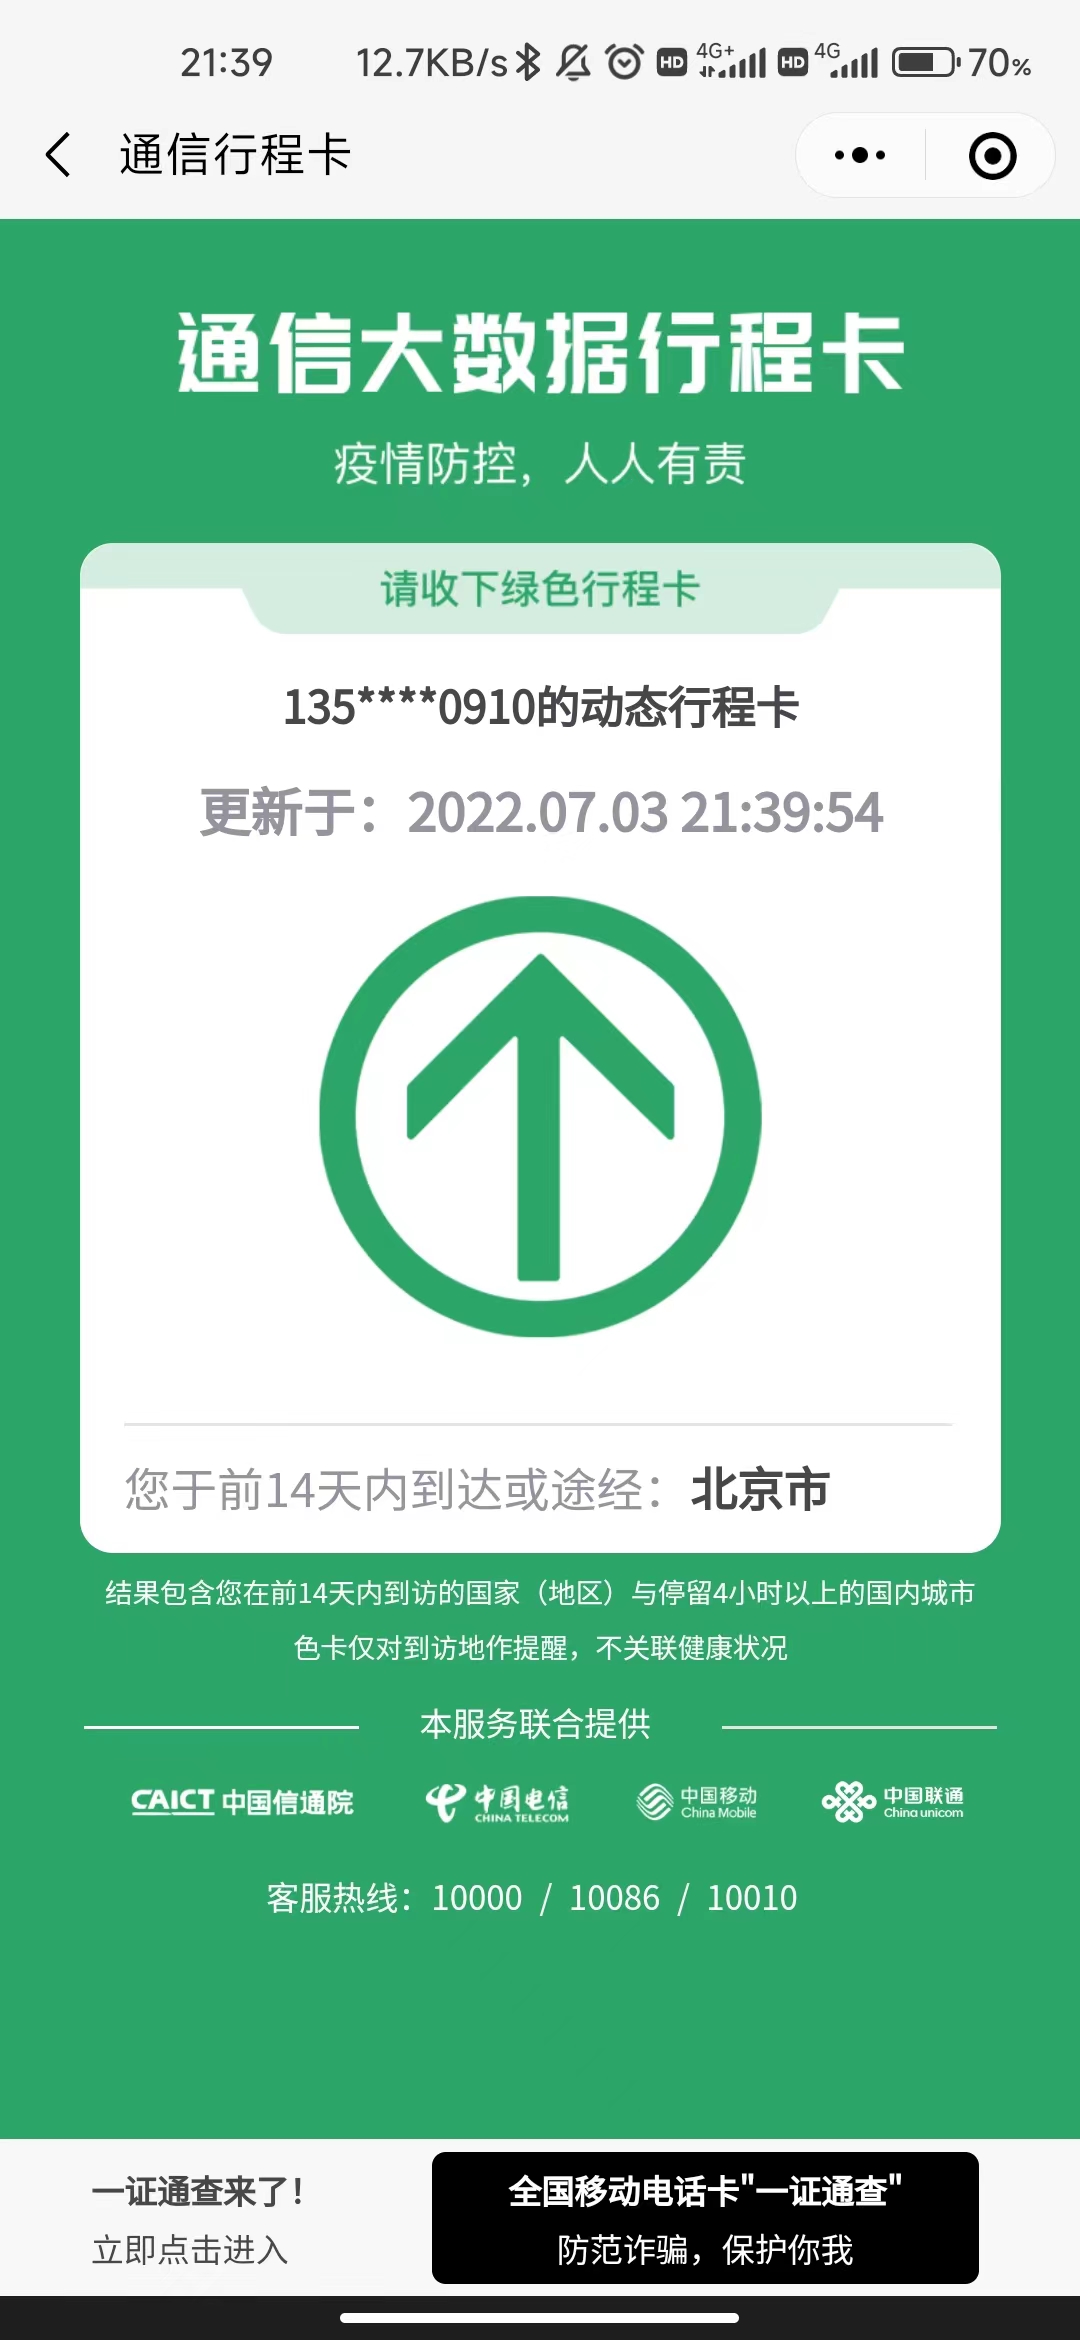 21:39 12.7KB/s HD 4G+ HD 4G 70%
通信行程卡
通信大数据行程卡
疫情防控，人人有责
请收下绿色行程卡
135****0910的动态行程卡
更新于：2022.07.03 21:39:54
您于前14天内到达或途经：北京市
结果包含您在前14天内到访的国家（地区）与停留4小时以上的国内城市
色卡仅对到访地作提醒，不关联健康状况
本服务联合提供
CAICT 中国信通院 中国电信 CHINA TELECOM 中国移动 China Mobile 中国联通 China unicom
客服热线：10000 / 10086 / 10010
一证通查来了！
立即点击进入
全国移动电话卡"一证通查"
防范诈骗，保护你我